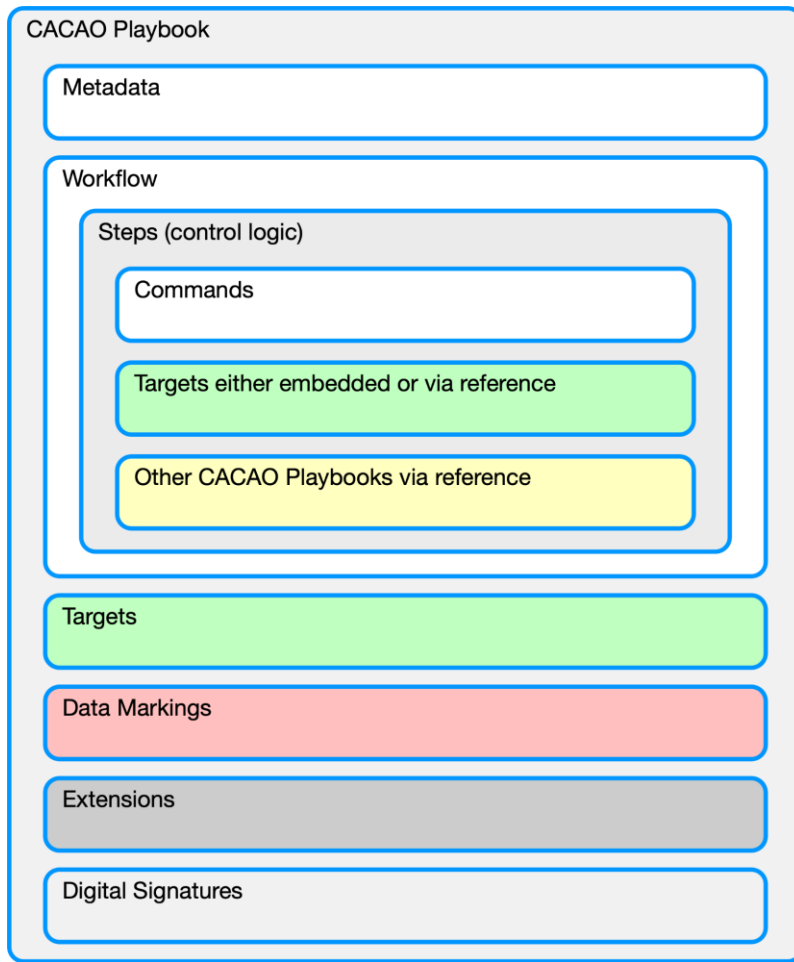 CACAO Playbook
Metadata
Workflow
Steps (control logic)
Commands
Targets either embedded or via reference
Other CACAO Playbooks via reference
Targets
Data Markings
Extensions
Digital Signatures